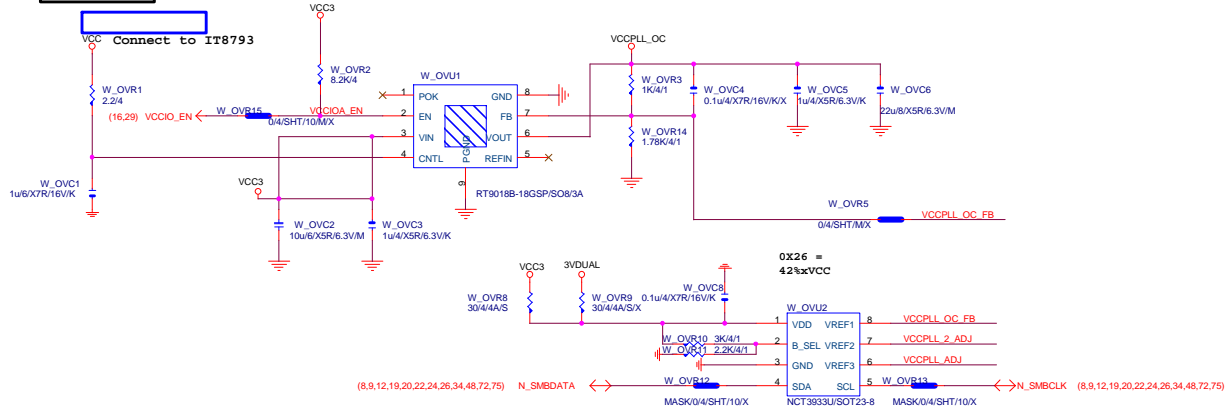 VCC
Connect to IT8793
VCC3
VCCPLL_OC
W_OVR1
2.2/4
W_OVR2
8.2K/4
W_OVU1
W_OVR3
1K/4/1
W_OVC4
0.1u/4/X7R/16V/K/X
W_OVC5
1u/4/X5R/6.3V/K
W_OVC6
22u/8/X5R/6.3V/M
1 POK GND 8
2 EN FB 7
3 VIN VOUT 6
4 CNTL REFIN 5
PGND
9
(16,29) VCCIO_EN
W_OVR15
VCCIOA_EN
0/4/SHT/10/M/X
W_OVR14
1.78K/4/1
RT9018B-18GSP/SO8/3A
W_OVC1
1u/6/X7R/16V/K
VCC3
W_OVC2
10u/6/X5R/6.3V/M
W_OVC3
1u/4/X5R/6.3V/K
W_OVR5
0/4/SHT/M/X
VCCPLL_OC_FB
0X26 =
42%xVCC
VCC3
3VDUAL
W_OVR8
30/4/4A/S
W_OVR9
30/4/4A/S/X
W_OVC8
0.1u/4/X7R/16V/K
W_OVU2
1 VDD VREF1 8 VCCPLL_OC_FB
W_OVR10 3K/4/1
2 B_SEL VREF2 7 VCCPLL_2_ADJ
W_OVR11 2.2K/4/1
3 GND VREF3 6 VCCPLL_ADJ
4 SDA SCL 5
(8,9,12,19,20,22,24,26,34,48,72,75) N_SMBDATA
W_OVR12
MASK/0/4/SHT/10/X
NCT3933U/SOT23-8
W_OVR13
MASK/0/4/SHT/10/X
N_SMBCLK (8,9,12,19,20,22,24,26,34,48,72,75)